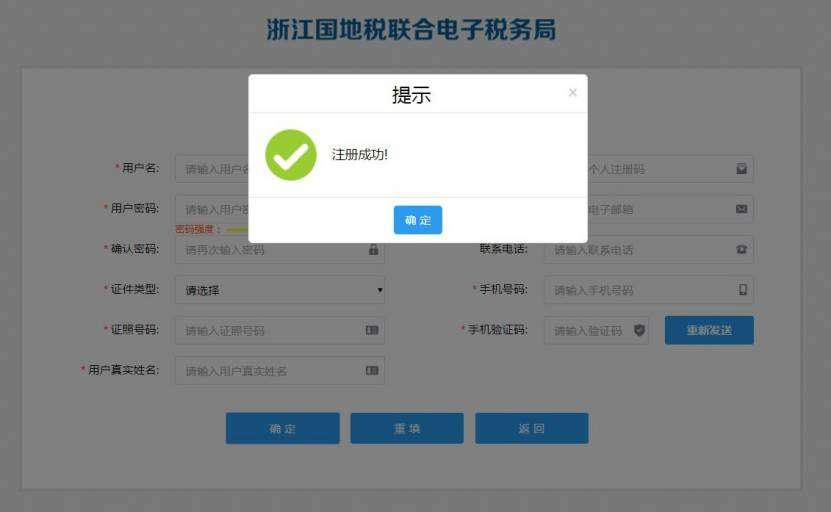 浙江国地税联合电子税务局
提示
×
注册成功!
确 定
* 用户名:
请输入用户名
个人注册码
* 用户密码:
请输入用户密
电子邮箱
密码强度:
* 确认密码:
请再次输入密码
联系电话:
请输入联系电话
* 证件类型:
请选择
* 手机号码:
请输入手机号码
* 证照号码:
请输入证照号码
* 手机验证码:
请输入验证码
重新发送
* 用户真实姓名:
请输入用户真实姓名
确 定
重 填
返 回